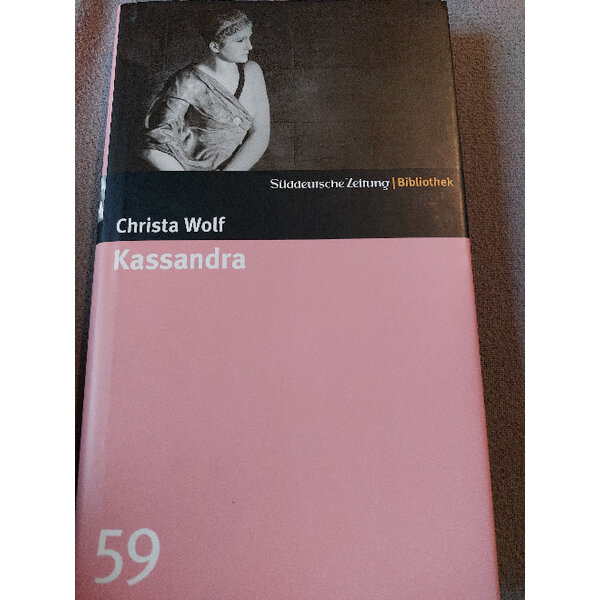 Süddeutsche Zeitung | Bibliothek
Christa Wolf
Kassandra
59